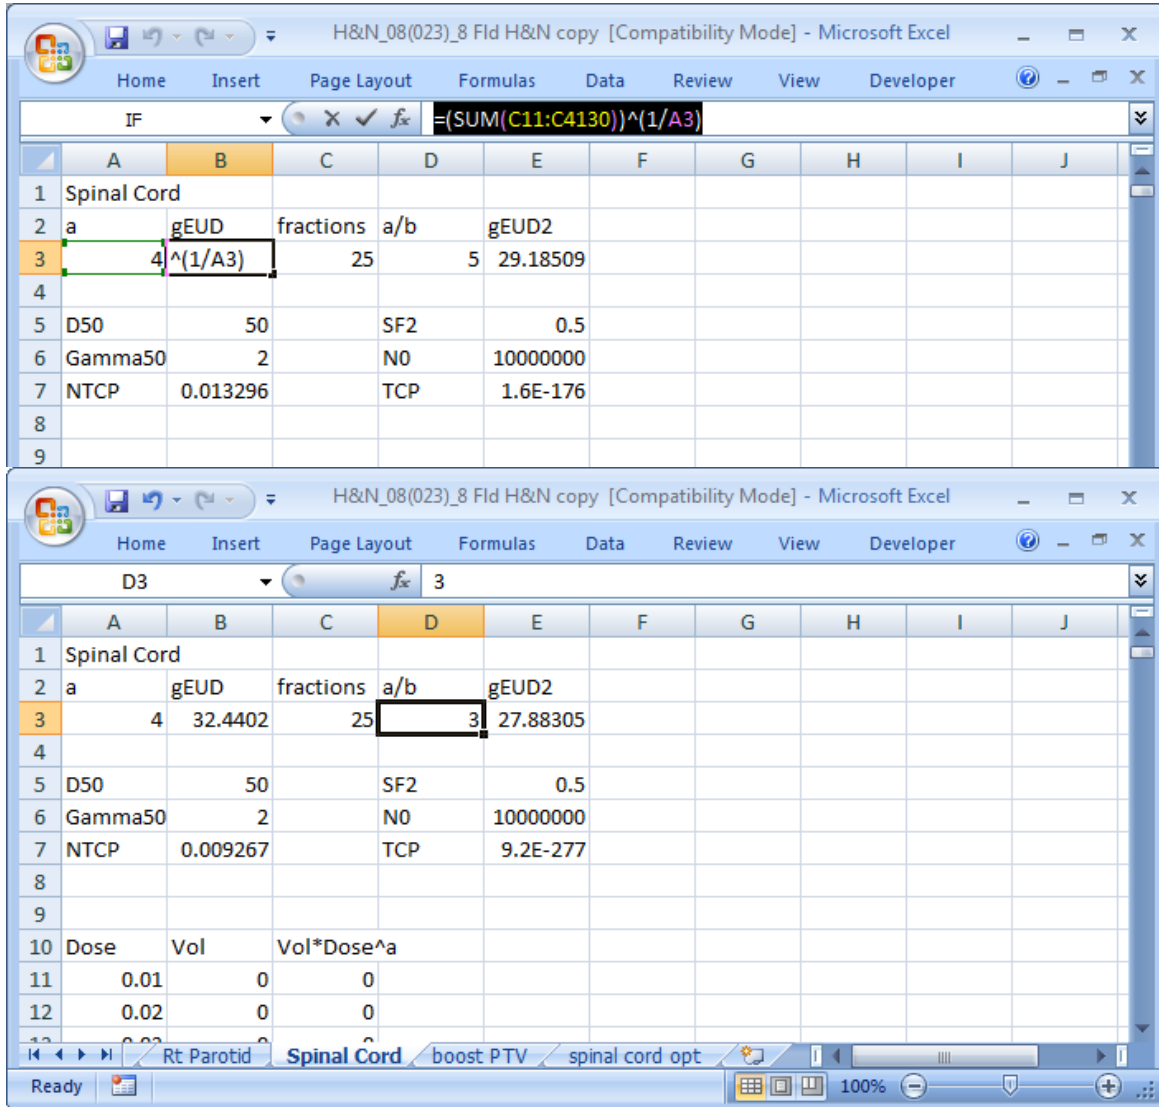 H&N_08(023)_8 Fld H&N copy [Compatibility Mode] - Microsoft Excel
Home Insert Page Layout Formulas Data Review View Developer
IF fx =(SUM(C11:C4130))^(1/A3)
A B C D E F G H I J
1 Spinal Cord
2 a gEUD fractions a/b gEUD2
3 4 ^(1/A3) 25 5 29.18509
4
5 D50 50 SF2 0.5
6 Gamma50 2 N0 10000000
7 NTCP 0.013296 TCP 1.6E-176
8
9
H&N_08(023)_8 Fld H&N copy [Compatibility Mode] - Microsoft Excel
Home Insert Page Layout Formulas Data Review View Developer
D3 fx 3
A B C D E F G H I J
1 Spinal Cord
2 a gEUD fractions a/b gEUD2
3 4 32.4402 25 3 27.88305
4
5 D50 50 SF2 0.5
6 Gamma50 2 N0 10000000
7 NTCP 0.009267 TCP 9.2E-277
8
9
10 Dose Vol Vol*Dose^a
11 0.01 0 0
12 0.02 0 0
Rt Parotid Spinal Cord boost PTV spinal cord opt
Ready 100%